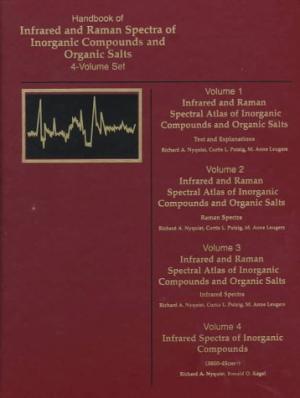 Handbook of
Infrared and Raman Spectra of
Inorganic Compounds and
Organic Salts
4-Volume Set
Volume 1
Infrared and Raman
Spectral Atlas of Inorganic
Compounds and Organic Salts
Text and Explanations
Richard A. Nyquist, Curtis L. Putzig, M. Anne Leugers
Volume 2
Infrared and Raman
Spectral Atlas of Inorganic
Compounds and Organic Salts
Raman Spectra
Richard A. Nyquist, Curtis L. Putzig, M. Anne Leugers
Volume 3
Infrared and Raman
Spectral Atlas of Inorganic
Compounds and Organic Salts
Infrared Spectra
Richard A. Nyquist, Curtis L. Putzig, M. Anne Leugers
Volume 4
Infrared Spectra of Inorganic
Compounds
Richard A. Nyquist, Ronald O. Kagel